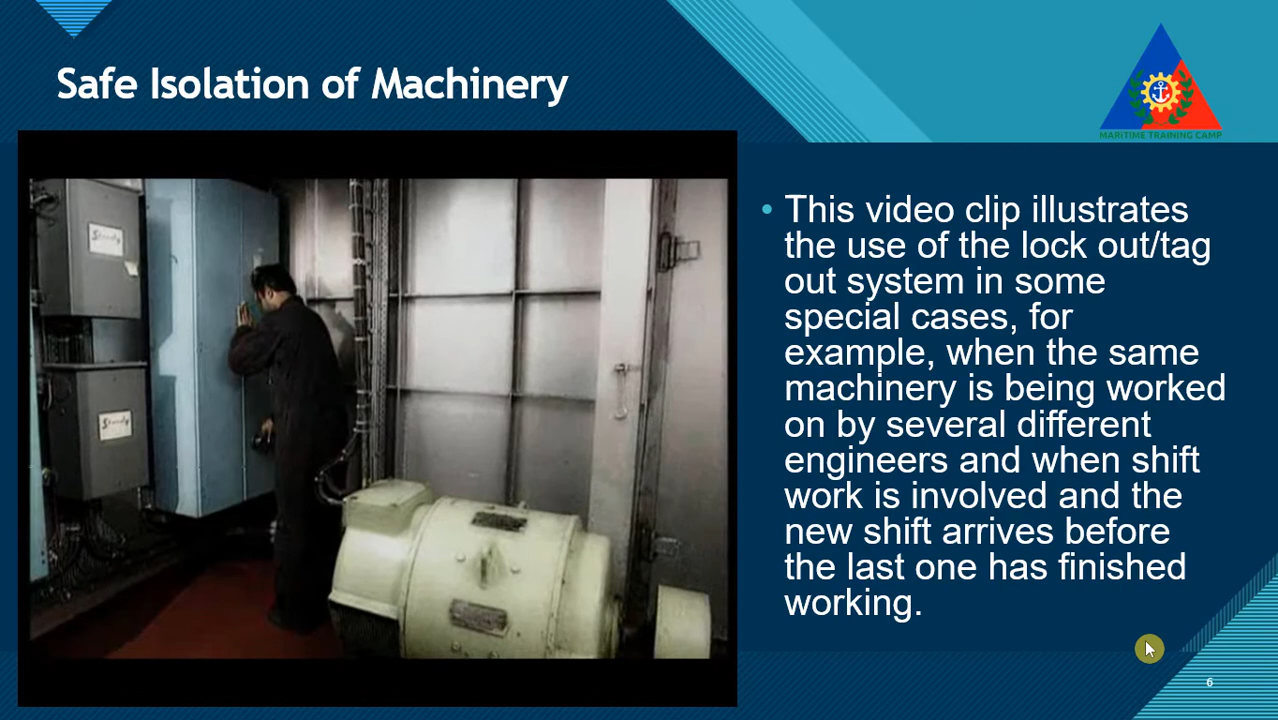 Safe Isolation of Machinery
MARITIME TRAINING CAMP
• This video clip illustrates
the use of the lock out/tag
out system in some
special cases, for
example, when the same
machinery is being worked
on by several different
engineers and when shift
work is involved and the
new shift arrives before
the last one has finished
working.
6